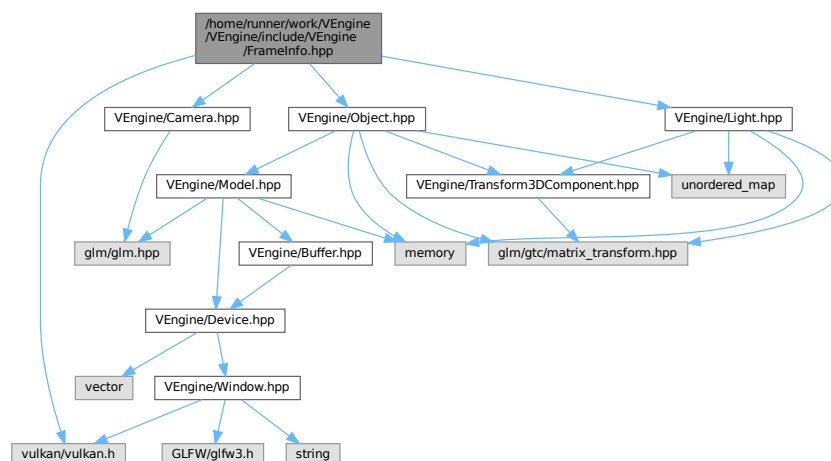 /home/runner/work/VEngine
/VEngine/include/VEngine
/FrameInfo.hpp
VEngine/Camera.hpp
VEngine/Object.hpp
VEngine/Light.hpp
VEngine/Model.hpp
VEngine/Transform3DComponent.hpp
unordered_map
glm/glm.hpp
VEngine/Buffer.hpp
memory
glm/gtc/matrix_transform.hpp
VEngine/Device.hpp
vector
VEngine/Window.hpp
vulkan/vulkan.h
GLFW/glfw3.h
string